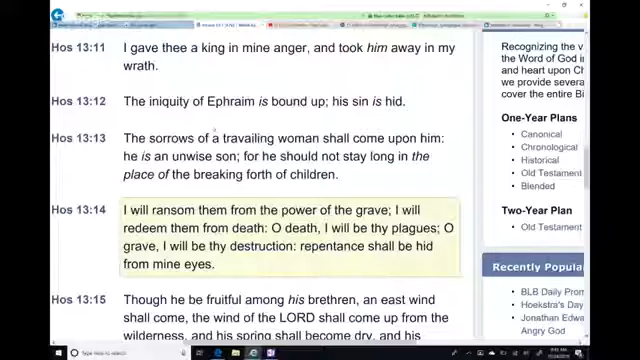 Hos 13:11
I gave thee a king in mine anger, and took him away in my
wrath.
Hos 13:12
The iniquity of Ephraim is bound up; his sin is hid.
Hos 13:13
The sorrows of a travailing woman shall come upon him:
he is an unwise son; for he should not stay long in the
place of the breaking forth of children.
Hos 13:14
I will ransom them from the power of the grave; I will
redeem them from death: O death, I will be thy plagues; O
grave, I will be thy destruction: repentance shall be hid
from mine eyes.
Hos 13:15
Though he be fruitful among his brethren, an east wind
shall come, the wind of the LORD shall come up from the
wilderness, and his spring shall become dry, and his
Recognizing the v
the Word of God i
and heart upon Ch
we provide severa
cover the entire Bi
One-Year Plans
Canonical
Chronological
Historical
Old Testament
Blended
Two-Year Plan
Old Testament
Recently Popula
BLB Daily Prom
Hoekstra's Day
Jonathan Edwa
Angry God
Type here to search